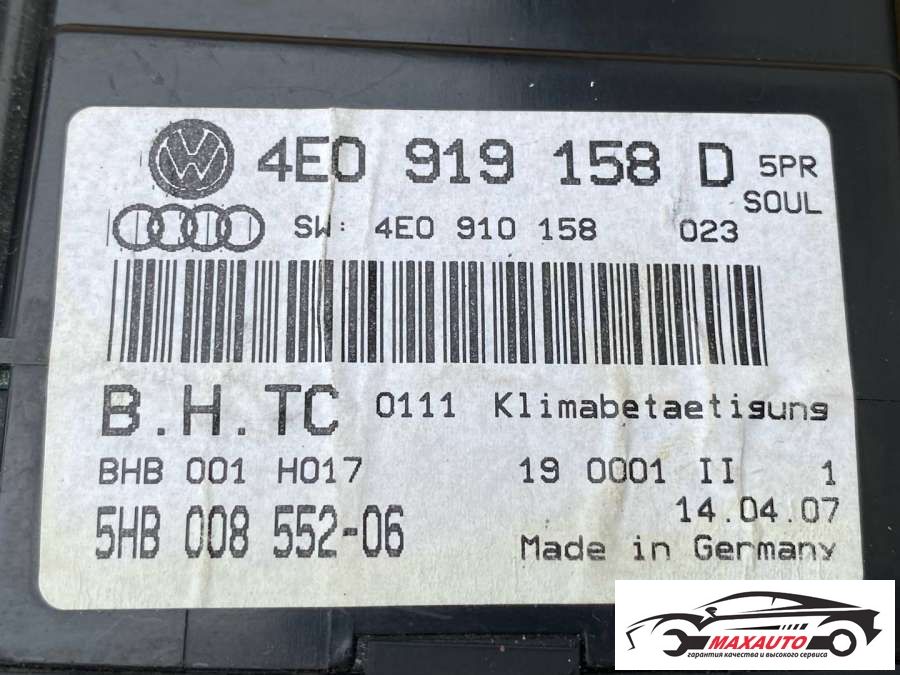 4E0 919 158 D 5PR
SOUL
SW: 4E0 910 158 023
B.H.TC 0111 Klimabetaetigung
BHB 001 H017 19 0001 II 1
14.04.07
5HB 008 552-06
Made in Germany
MAXAUTO
гарантия качества и высокого сервиса